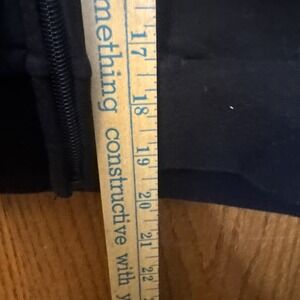 mething constructive with y
17 18 19 20 21 22